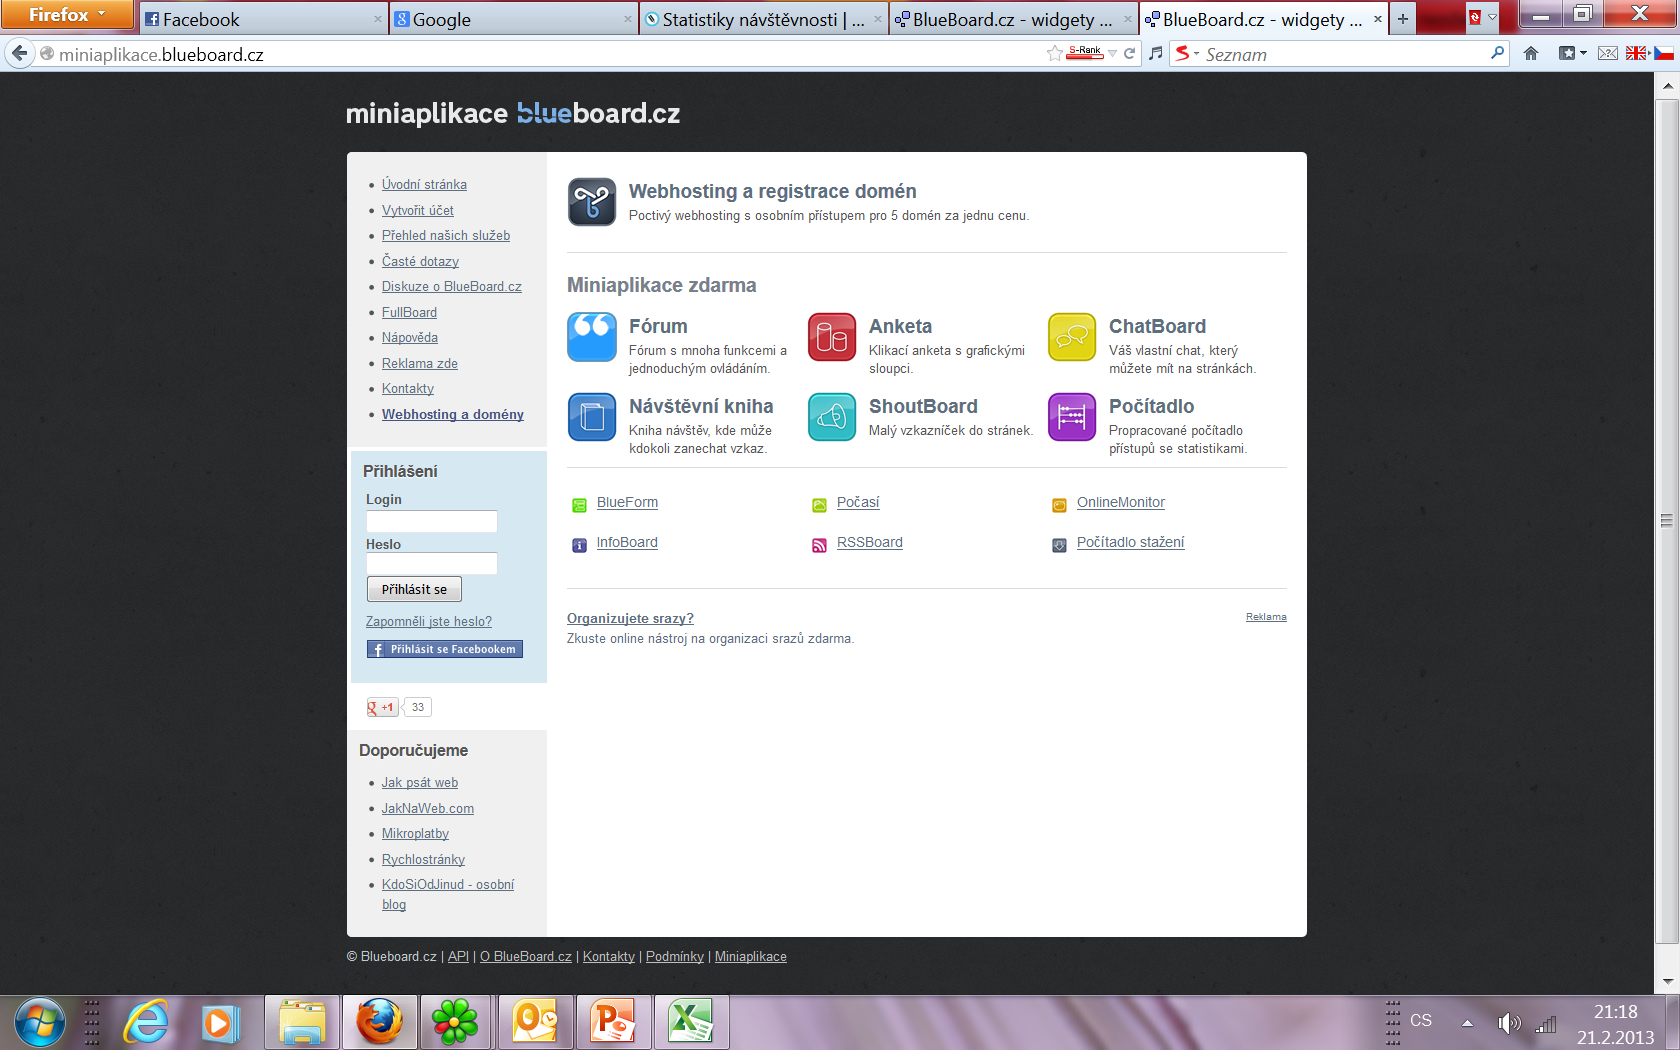 Firefox
Facebook
Google
Statistiky návštěvnosti | ...
BlueBoard.cz - widgety ...
BlueBoard.cz - widgety ...
miniaplikace.blueboard.cz
S-Rank
Seznam
miniaplikace blueboard.cz
Úvodní stránka
Vytvořit účet
Přehled našich služeb
Časté dotazy
Diskuze o BlueBoard.cz
FullBoard
Nápověda
Reklama zde
Kontakty
Webhosting a domény
Přihlášení
Login
Heslo
Přihlásit se
Zapomněli jste heslo?
Přihlásit se Facebookem
+1
33
Doporučujeme
Jak psát web
JakNaWeb.com
Mikroplatby
Rychlostránky
KdoSiOdJinud - osobní
blog
Webhosting a registrace domén
Poctivý webhosting s osobním přístupem pro 5 domén za jednu cenu.
Miniaplikace zdarma
Fórum
Fórum s mnoha funkcemi a
jednoduchým ovládáním.
Anketa
Klikací anketa s grafickými
sloupci.
ChatBoard
Váš vlastní chat, který
můžete mít na stránkách.
Návštěvní kniha
Kniha návštěv, kde může
kdokoli zanechat vzkaz.
ShoutBoard
Malý vzkazníček do stránek.
Počítadlo
Propracované počítadlo
přístupů se statistikami.
BlueForm
Počasí
OnlineMonitor
InfoBoard
RSSBoard
Počítadlo stažení
Organizujete srazy?
Reklama
Zkuste online nástroj na organizaci srazů zdarma.
© Blueboard.cz | API | O BlueBoard.cz | Kontakty | Podmínky | Miniaplikace
CS
21:18
21.2.2013